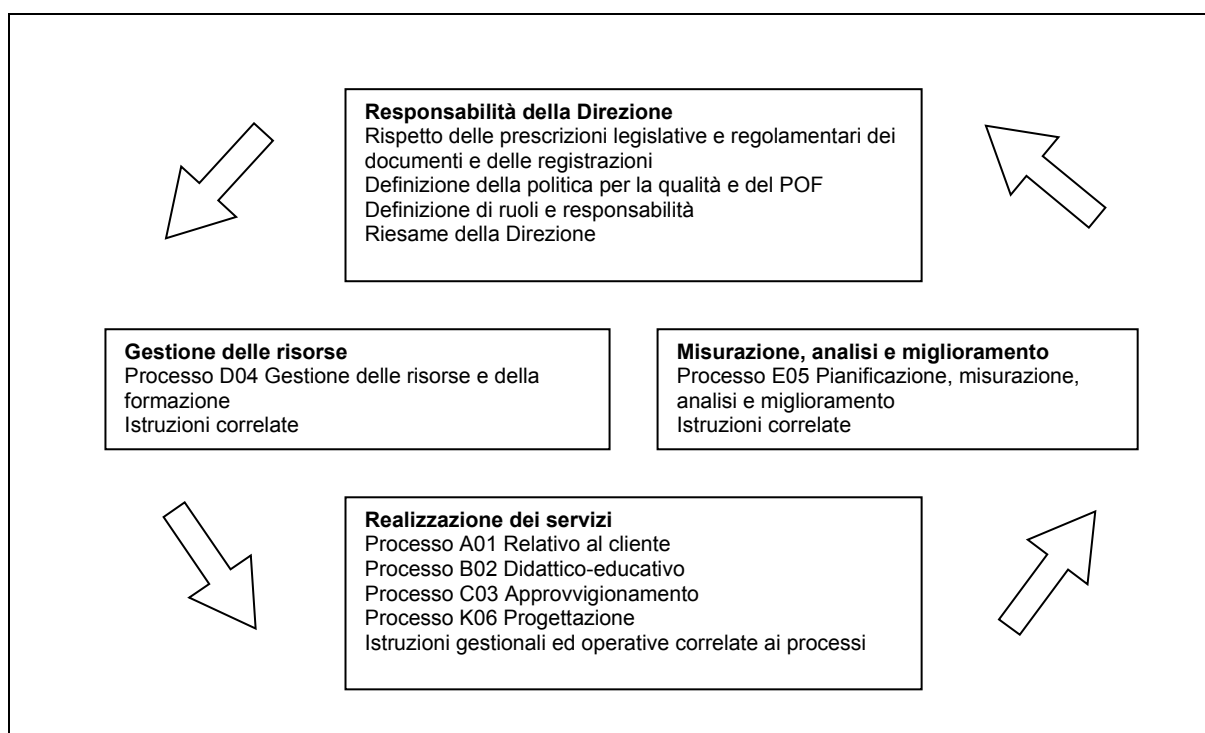 Responsabilità della Direzione
Rispetto delle prescrizioni legislative e regolamentari dei
documenti e delle registrazioni
Definizione della politica per la qualità e del POF
Definizione di ruoli e responsabilità
Riesame della Direzione
Gestione delle risorse
Processo D04 Gestione delle risorse e della
formazione
Istruzioni correlate
Misurazione, analisi e miglioramento
Processo E05 Pianificazione, misurazione,
analisi e miglioramento
Istruzioni correlate
Realizzazione dei servizi
Processo A01 Relativo al cliente
Processo B02 Didattico-educativo
Processo C03 Approvvigionamento
Processo K06 Progettazione
Istruzioni gestionali ed operative correlate ai processi